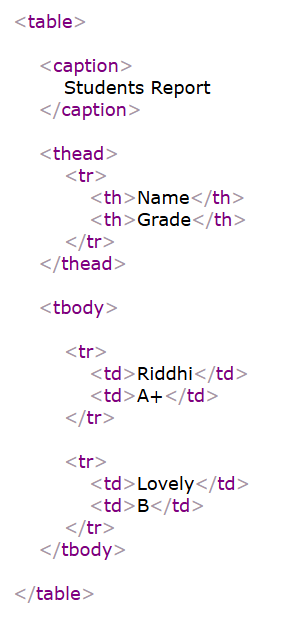 <table>
<caption>
Students Report
</caption>
<thead>
<tr>
<th>Name</th>
<th>Grade</th>
</tr>
</thead>
<tbody>
<tr>
<td>Riddhi</td>
<td>A+</td>
</tr>
<tr>
<td>Lovely</td>
<td>B</td>
</tr>
</tbody>
</table>